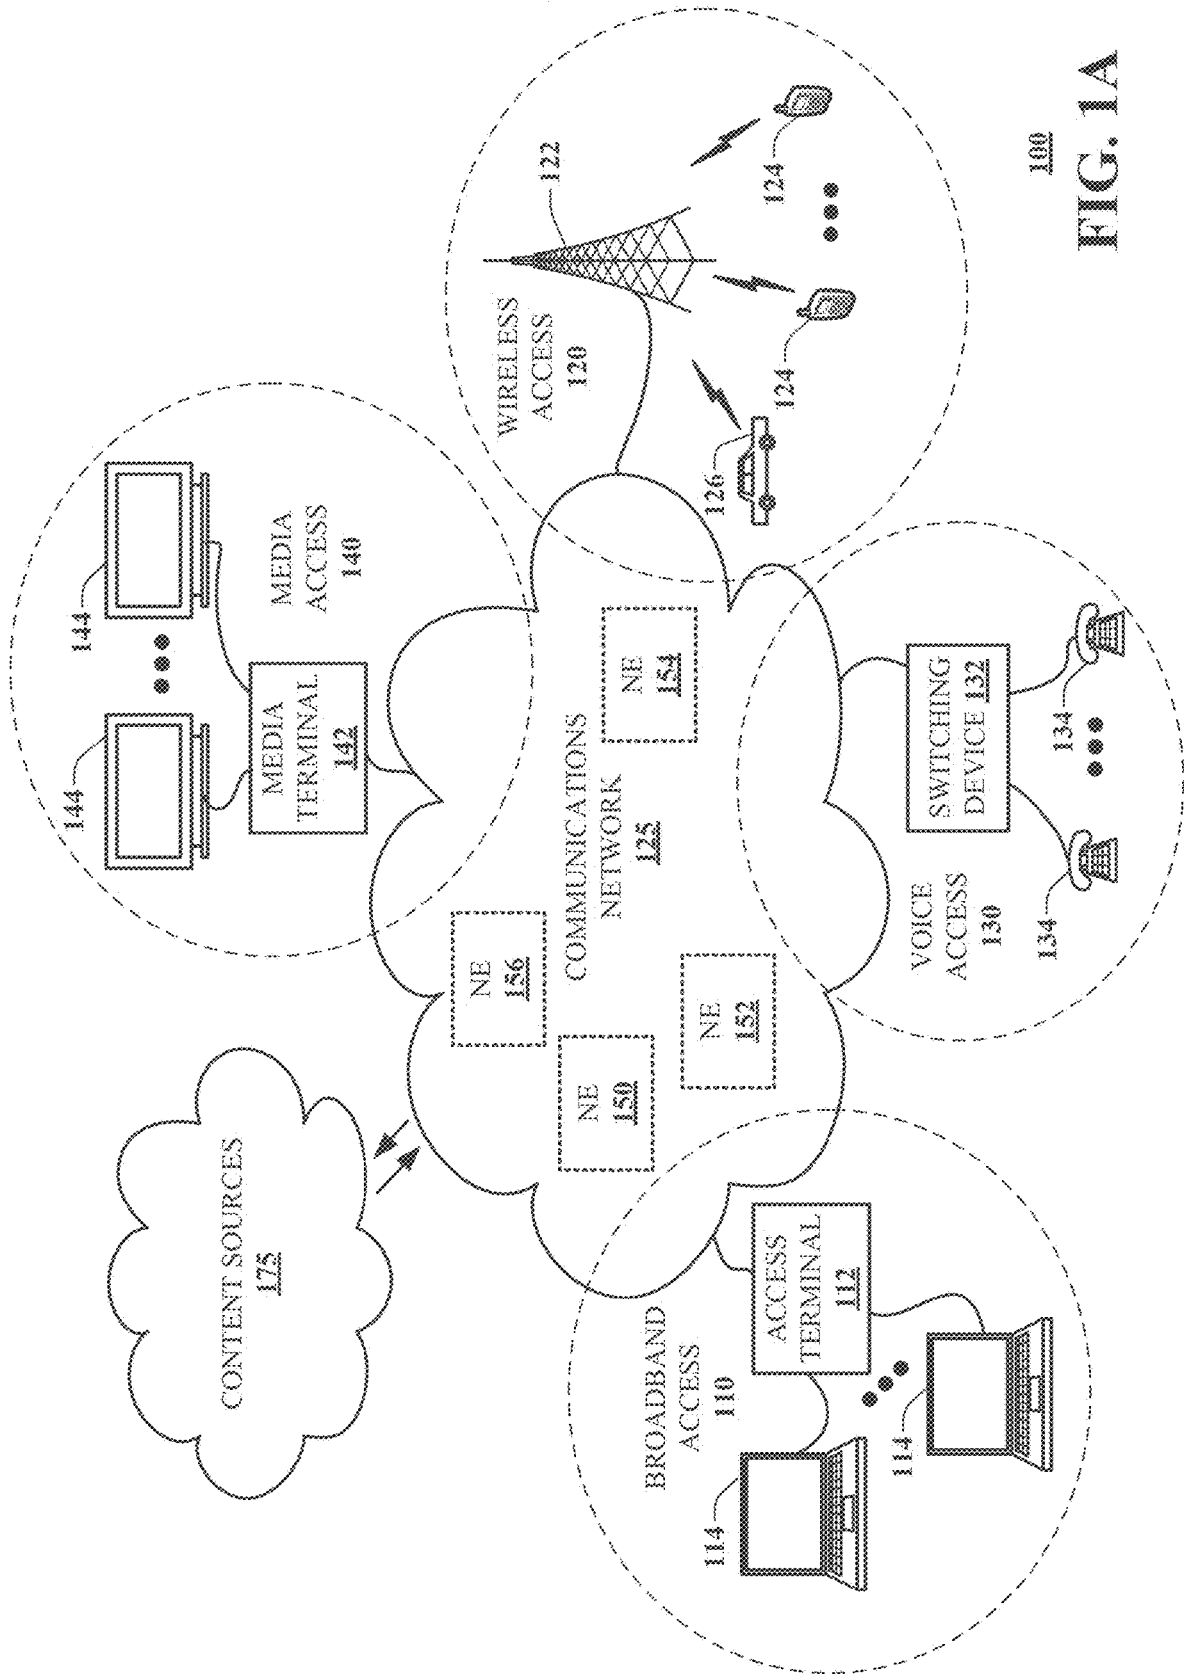 CONTENT SOURCES
175
144
144
MEDIA
TERMINAL
142
MEDIA
ACCESS
140
WIRELESS
ACCESS
120
122
124
124
126
NE
156
NE
150
NE
152
NE
154
COMMUNICATIONS
NETWORK
125
BROADBAND
ACCESS
110
ACCESS
TERMINAL
112
114
114
VOICE
ACCESS
130
SWITCHING
DEVICE 132
134
134
100
FIG. 1A